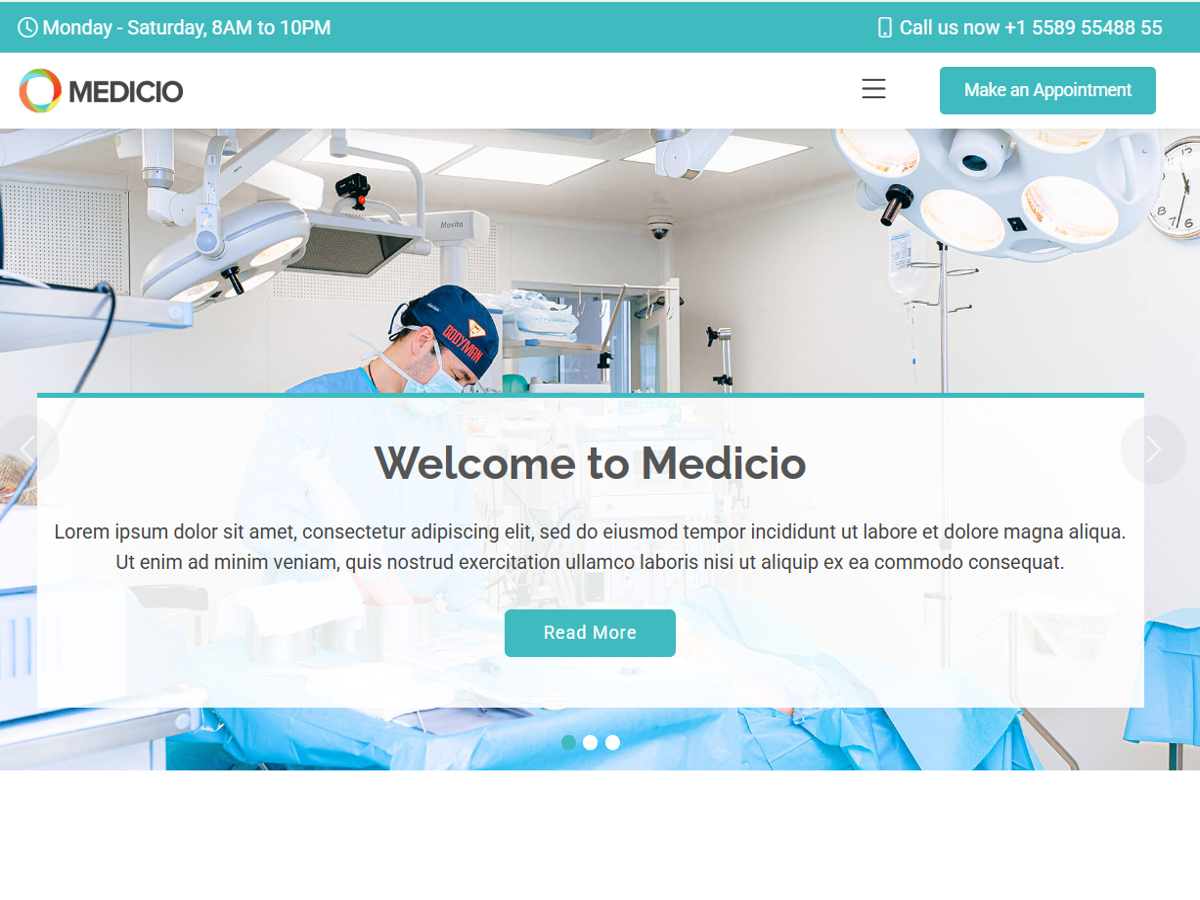 Monday - Saturday, 8AM to 10PM
Call us now +1 5589 55488 55
MEDICIO
Make an Appointment
Movita
BODYMAN
Welcome to Medicio
Lorem ipsum dolor sit amet, consectetur adipiscing elit, sed do eiusmod tempor incididunt ut labore et dolore magna aliqua.
Ut enim ad minim veniam, quis nostrud exercitation ullamco laboris nisi ut aliquip ex ea commodo consequat.
Read More